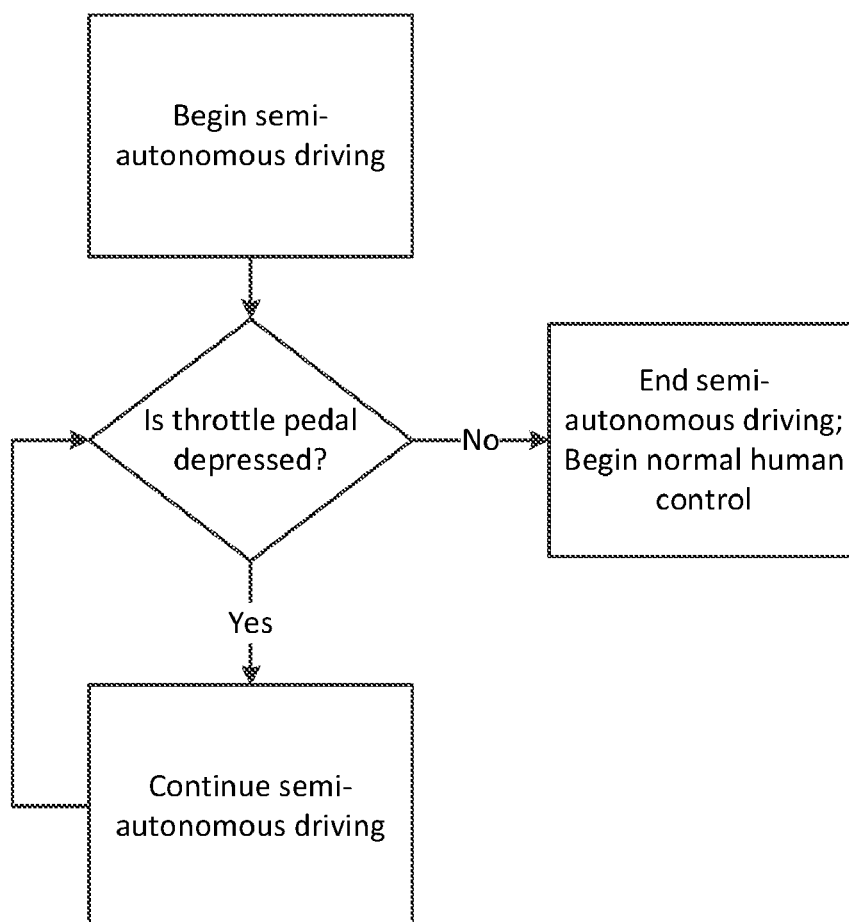 Begin semi-
autonomous driving
Is throttle pedal
depressed?
No
End semi-
autonomous driving;
Begin normal human
control
Yes
Continue semi-
autonomous driving